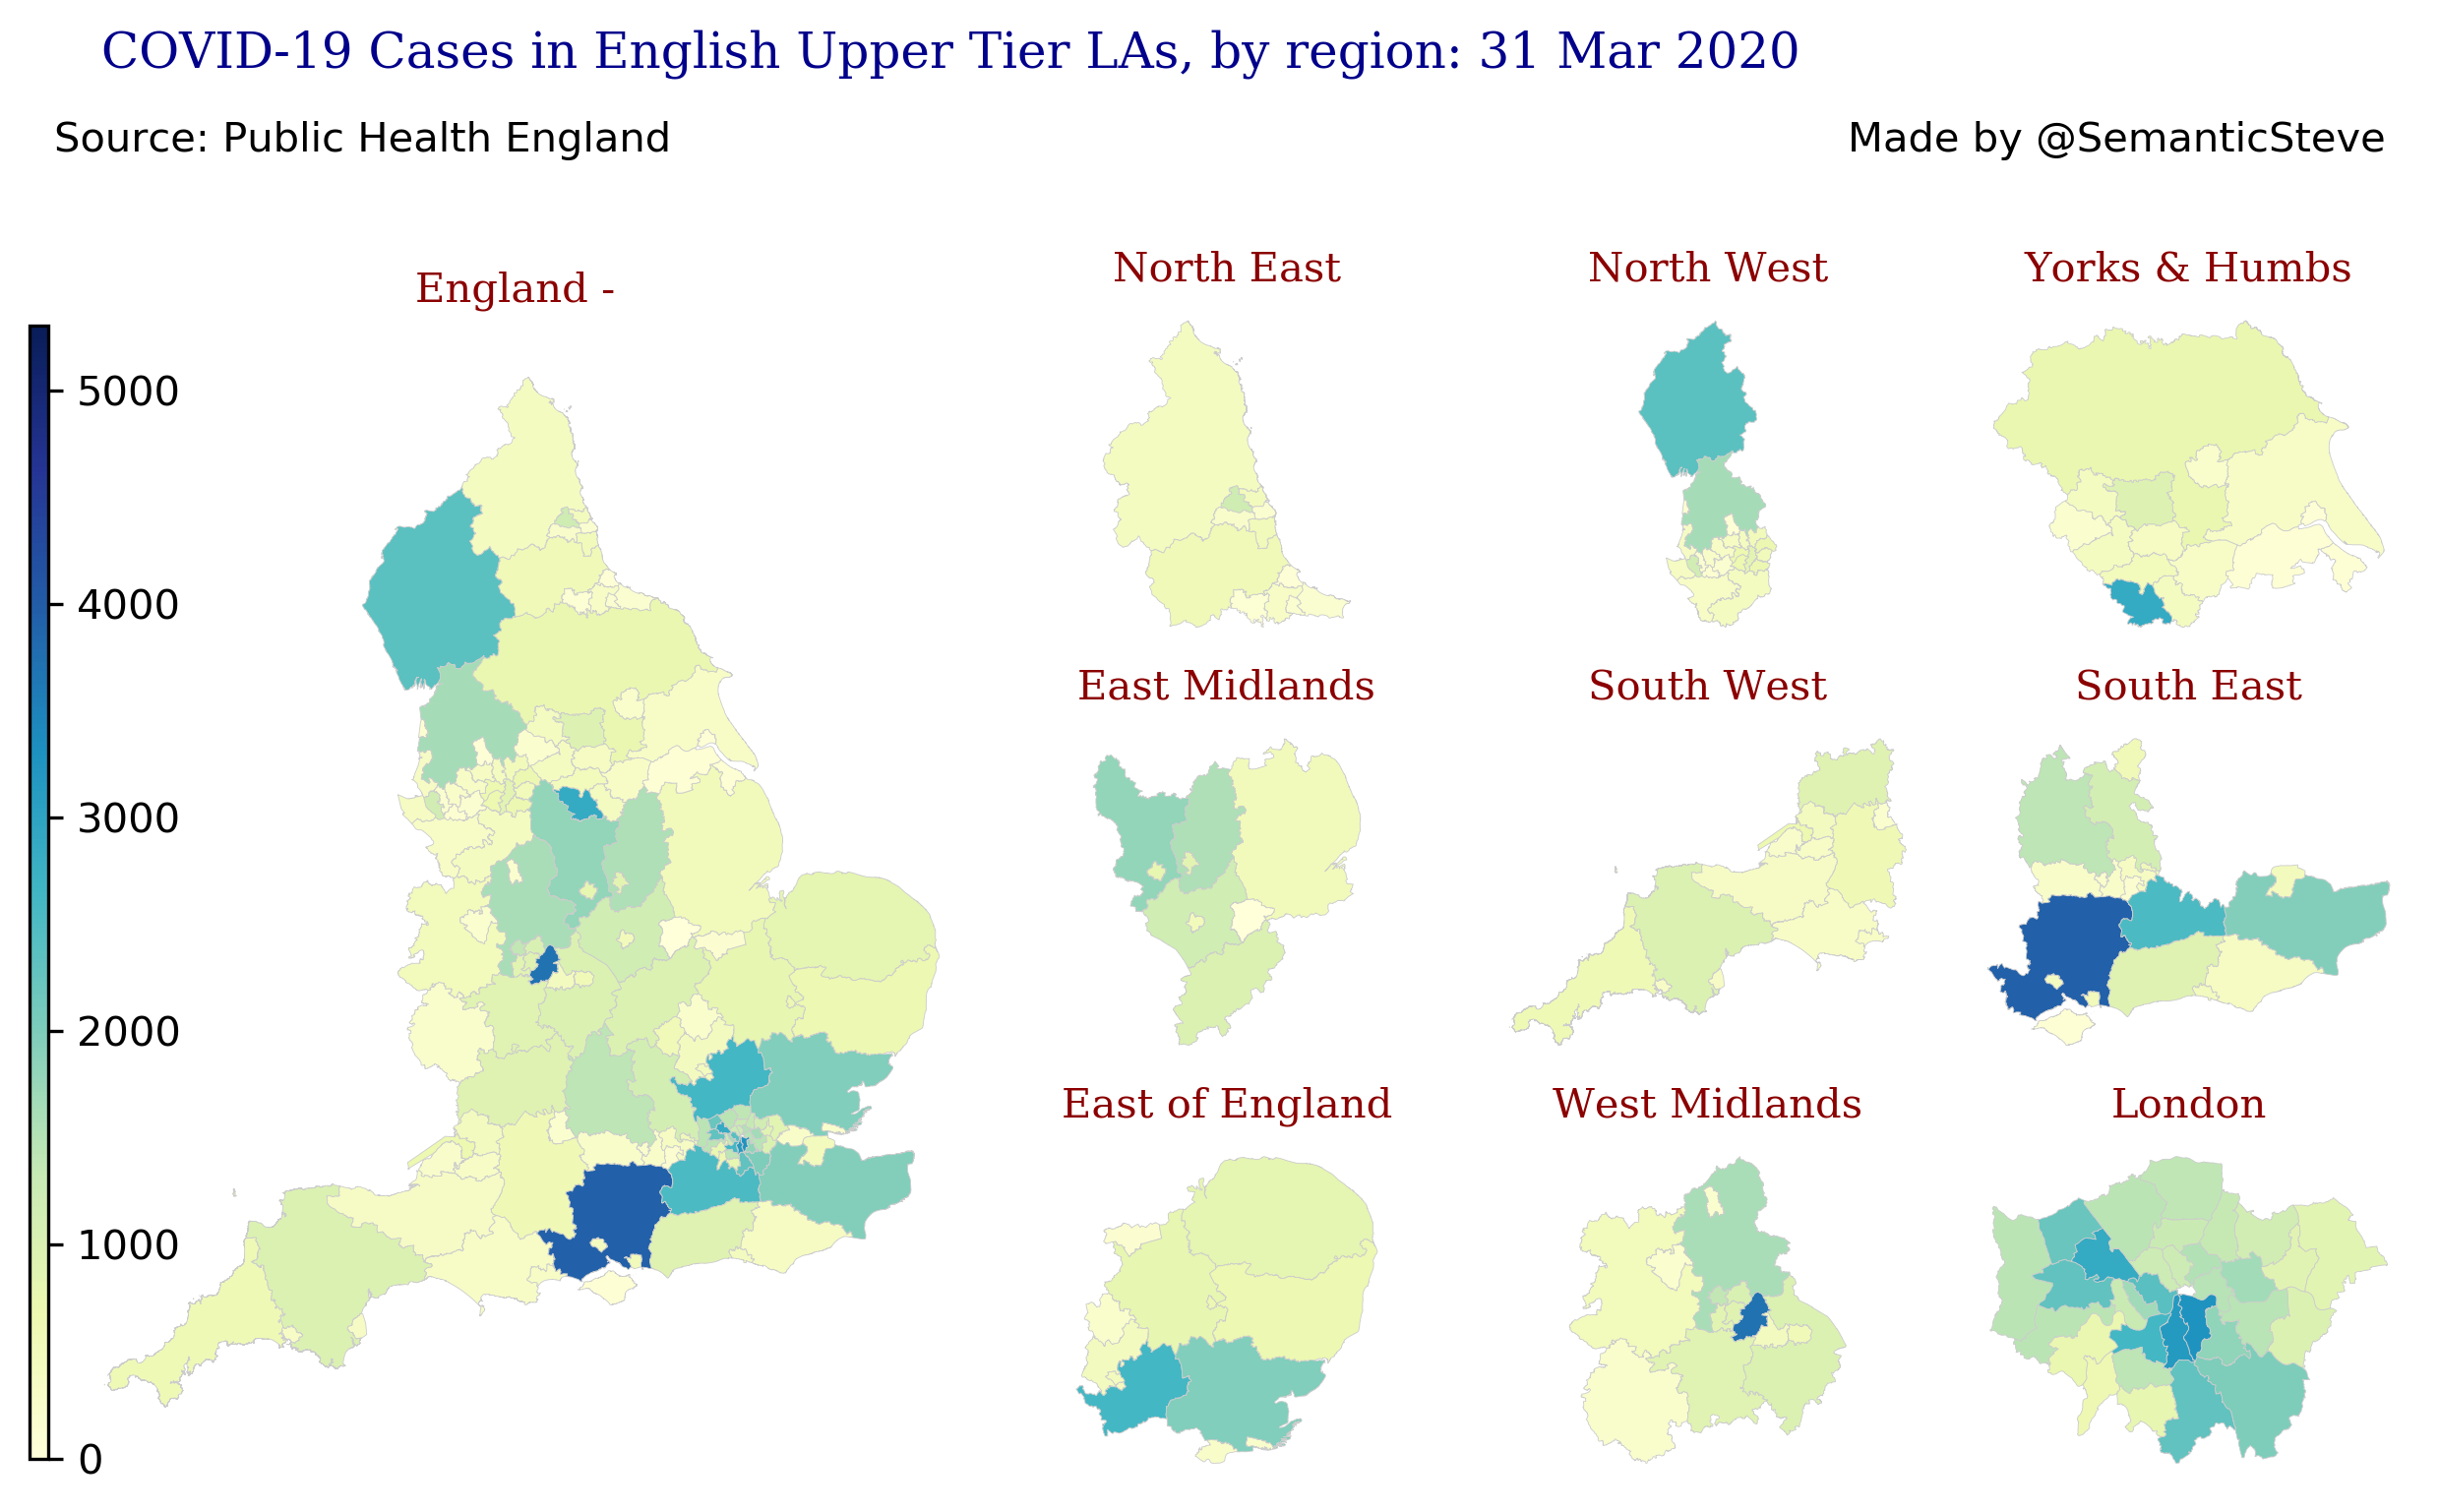 COVID-19 Cases in English Upper Tier LAs, by region: 31 Mar 2020
Source: Public Health England
Made by @SemanticSteve
England -
North East
North West
Yorks & Humbs
5000
4000
3000
2000
1000
0
East Midlands
South West
South East
East of England
West Midlands
London